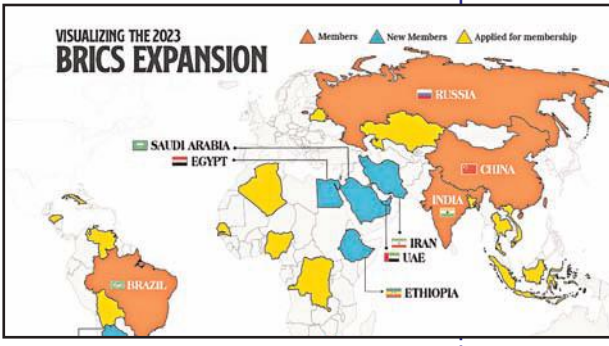 VISUALIZING THE 2023
BRICS EXPANSION
Members
New Members
Applied for membership
RUSSIA
SAUDI ARABIA
EGYPT
CHINA
INDIA
IRAN
UAE
BRAZIL
ETHIOPIA